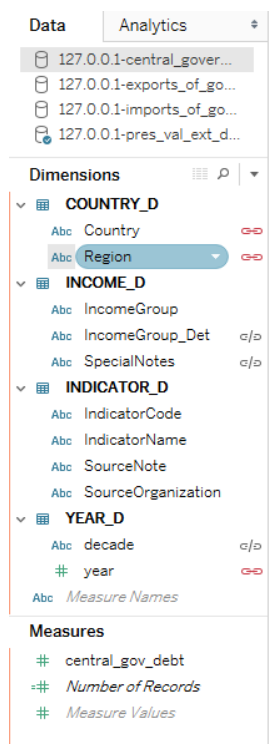 Data Analytics
127.0.0.1-central_gover...
127.0.0.1-exports_of_go...
127.0.0.1-imports_of_go...
127.0.0.1-pres_val_ext_d...
Dimensions
COUNTRY_D
Abc Country
Abc Region
INCOME_D
Abc IncomeGroup
Abc IncomeGroup_Det
Abc SpecialNotes
INDICATOR_D
Abc IndicatorCode
Abc IndicatorName
Abc SourceNote
Abc SourceOrganization
YEAR_D
Abc decade
# year
Abc Measure Names
Measures
# central_gov_debt
=# Number of Records
# Measure Values